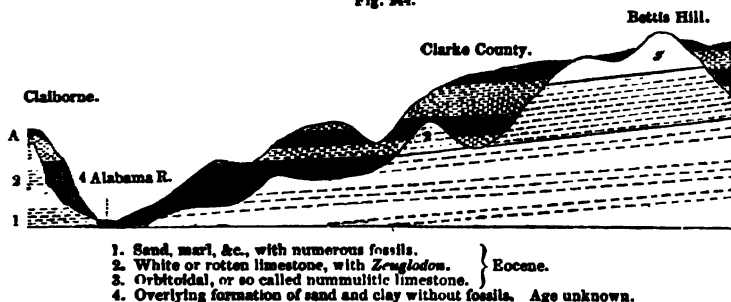 Fig. 244.
Bettis Hill.
Clarke County.
3
Claiborne.
A
2
2
4 Alabama R.
1
1. Sand, marl, &c., with numerous fossils.
2. White or rotten limestone, with Zeuglodon.
3. Orbitoidal, or so called nummulitic limestone.
} Eocene.
4. Overlying formation of sand and clay without fossils. Age unknown.